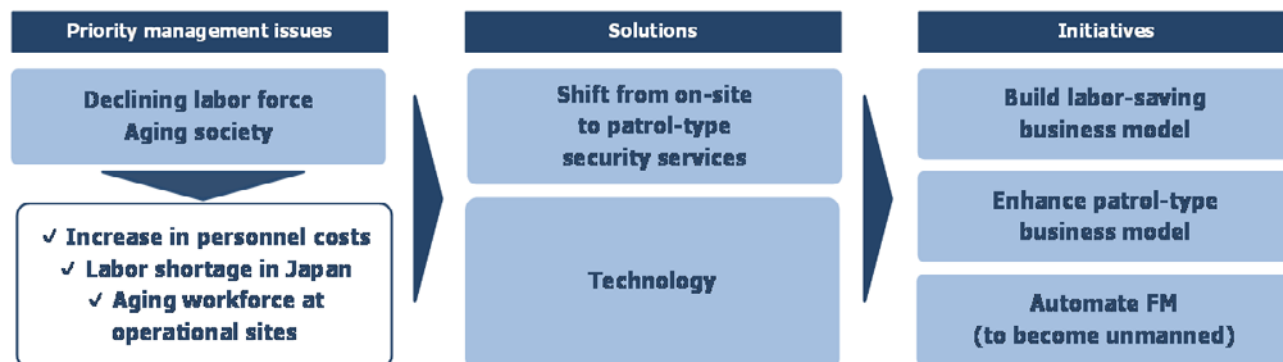 Priority management issues
Declining labor force
Aging society
✓ Increase in personnel costs
✓ Labor shortage in Japan
✓ Aging workforce at
operational sites
Solutions
Shift from on-site
to patrol-type
security services
Technology
Initiatives
Build labor-saving
business model
Enhance patrol-type
business model
Automate FM
(to become unmanned)